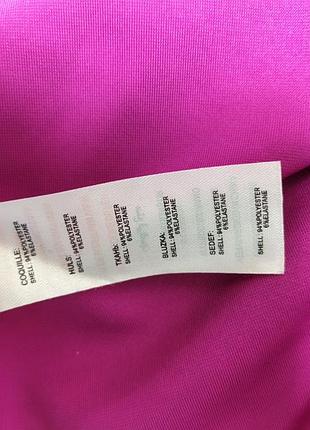 COQUILLE:
SHELL: 94%POLYESTER
6%ELASTANE
HULS:
SHELL: 94%POLYESTER
6%ELASTANE
ТКАНЬ:
SHELL: 94%POLYESTER
6%ELASTANE
BLUZKA:
SHELL: 94%POLYESTER
6%ELASTANE
SEDEF:
SHELL: 94%POLYESTER
6%ELASTANE
SHELL: 94%POLYESTER
6%ELASTANE